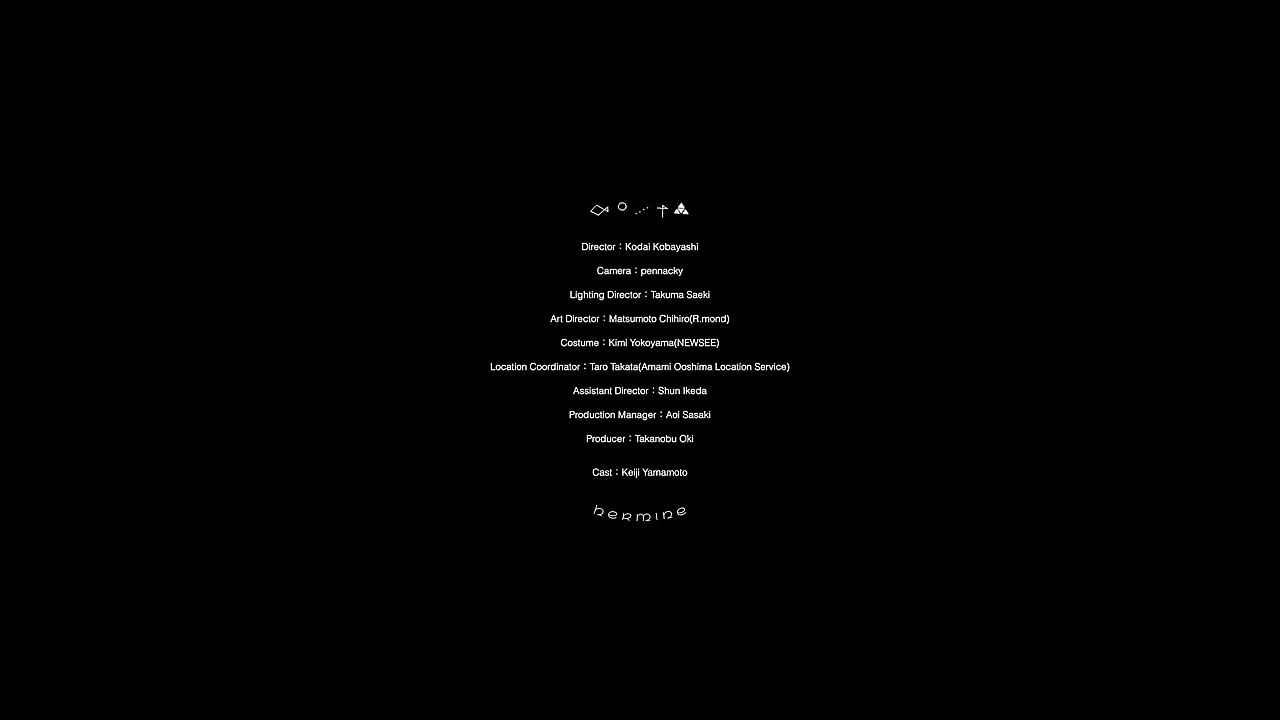 Director：Kodai Kobayashi
Camera：pennacky
Lighting Director：Takuma Saeki
Art Director：Matsumoto Chihiro(R.mond)
Costume：Kimi Yokoyama(NEWSEE)
Location Coordinator：Taro Takata(Amami Ooshima Location Service)
Assistant Director：Shun Ikeda
Production Manager：Aoi Sasaki
Producer：Takanobu Oki
Cast：Keiji Yamamoto
hermine